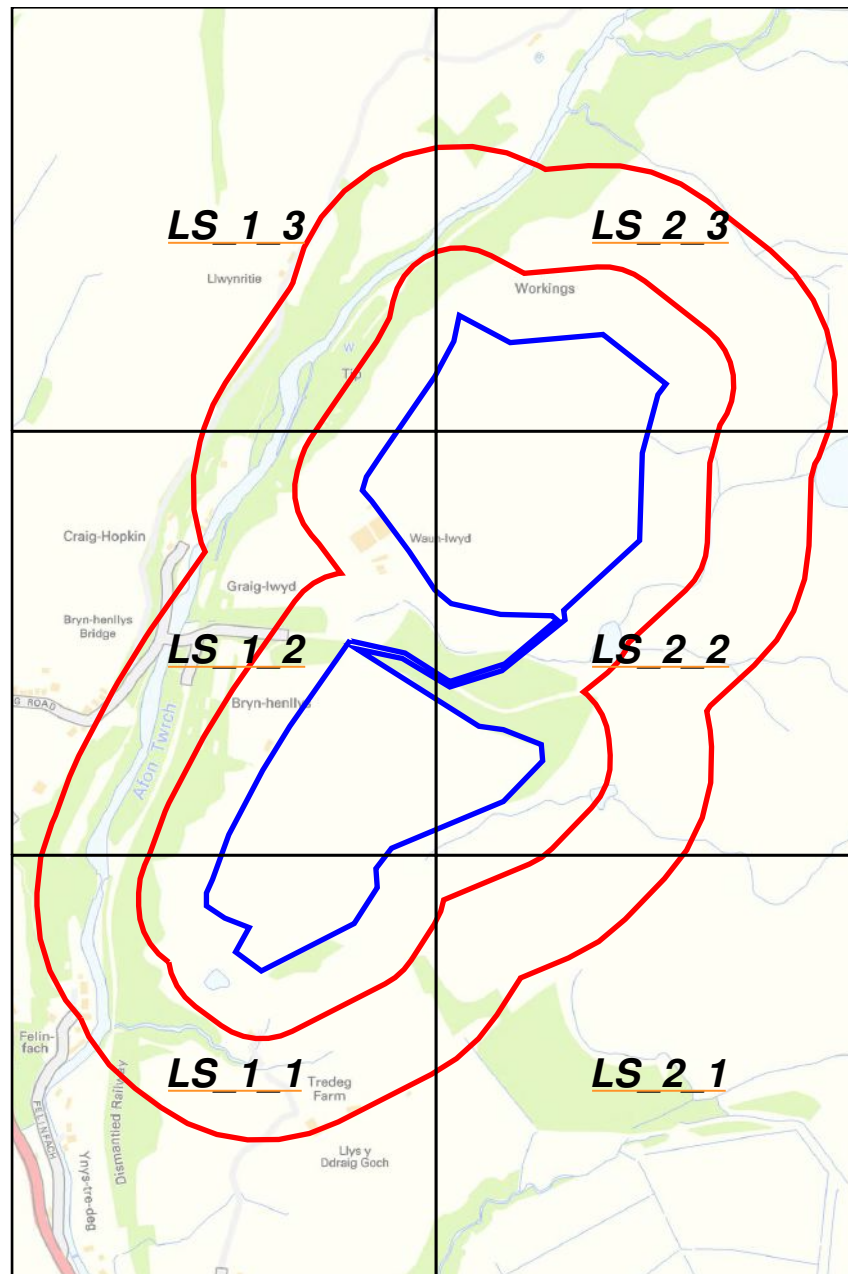 LS_1_3
LS_2_3
Llwynritie
Workings
W
Tip
Craig-Hopkin
Waun-lwyd
Graig-lwyd
Bryn-henllys
Bridge
LS_1_2
LS_2_2
G ROAD
Bryn-henllys
Afon Twrch
Felin-
fach
LS_1_1
LS_2_1
Tredeg
Farm
FELINFACH
Dismantled Railway
Llys y
Ddraig Goch
Ynys-tre-deg